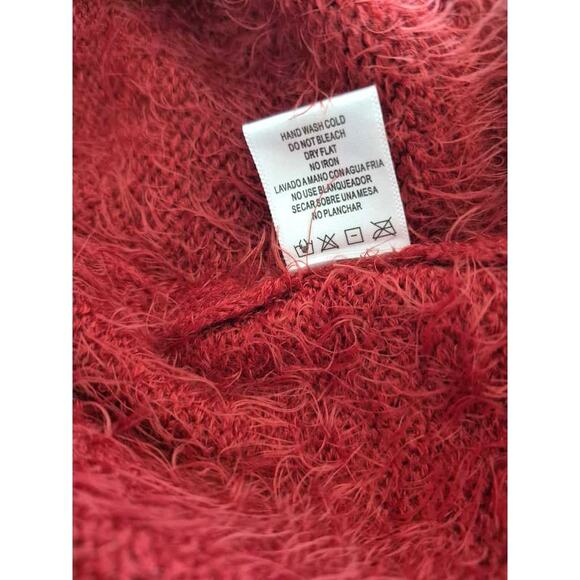 HAND WASH COLD
DO NOT BLEACH
DRY FLAT
NO IRON
LAVADO A MANO CON AGUA FRIA
NO USE BLANQUEADOR
SECAR SOBRE UNA MESA
NO PLANCHAR